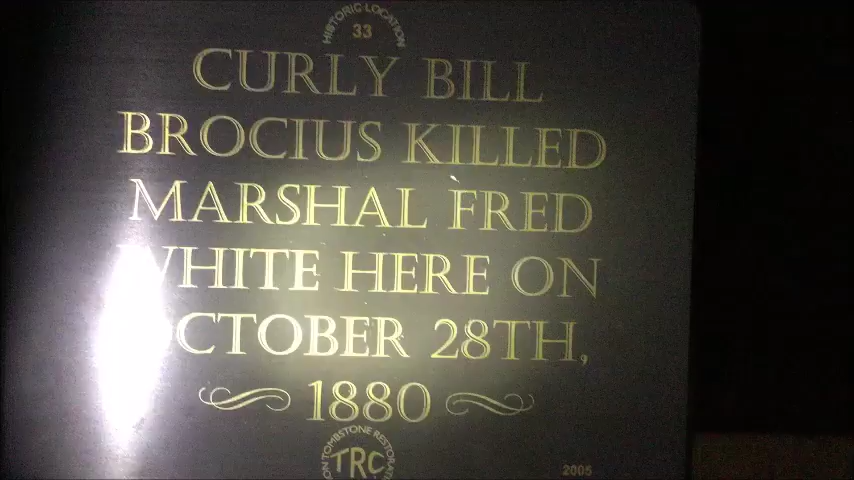 HISTORIC LOCATION
33
CURLY BILL
BROCIUS KILLED
MARSHAL FRED
WHITE HERE ON
OCTOBER 28TH,
1880
TOMBSTONE
TRC
2005